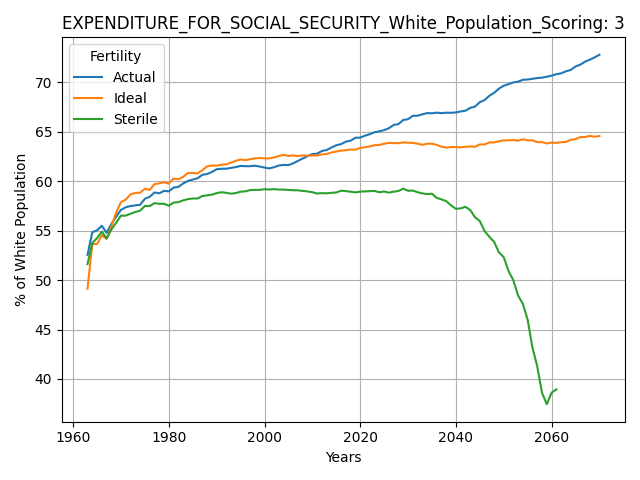 EXPENDITURE_FOR_SOCIAL_SECURITY_White_Population_Scoring: 3
Fertility
Actual
Ideal
Sterile
% of White Population
70
65
60
55
50
45
40
1960 1980 2000 2020 2040 2060
Years